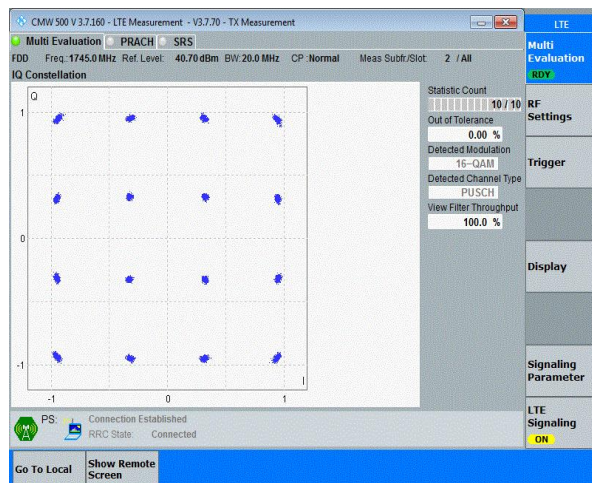 CMW 500 V 3.7.160 - LTE Measurement - V3.7.70 - TX Measurement
LTE
Multi Evaluation PRACH SRS
Multi
Evaluation
RDY
FDD Freq.:1745.0 MHz Ref. Level: 40.70 dBm BW:20.0 MHz CP :Normal Meas Subfr./Slot: 2 / All
IQ Constellation
Q
1
0
-1
-1
0
1
I
Statistic Count
10 / 10
Out of Tolerance
0.00 %
Detected Modulation
16-QAM
Detected Channel Type
PUSCH
View Filter Throughput
100.0 %
RF
Settings
Trigger
Display
Signaling
Parameter
LTE
Signaling
ON
PS: Connection Established
RRC State: Connected
Go To Local
Show Remote
Screen